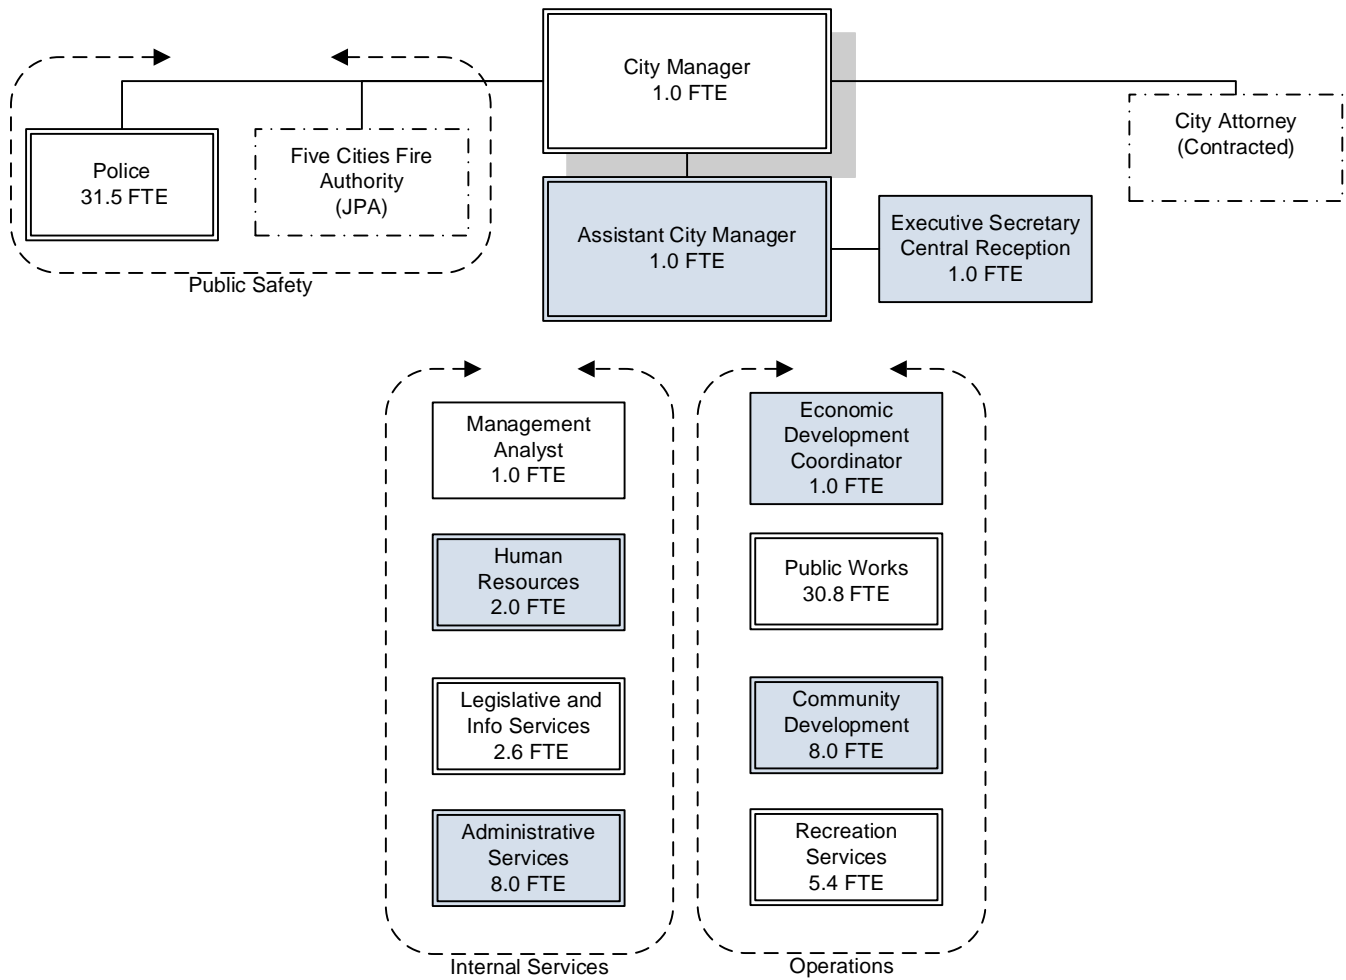 City Manager
1.0 FTE
Police
31.5 FTE
Five Cities Fire
Authority
(JPA)
Public Safety
City Attorney
(Contracted)
Assistant City Manager
1.0 FTE
Executive Secretary
Central Reception
1.0 FTE
Management
Analyst
1.0 FTE
Human
Resources
2.0 FTE
Legislative and
Info Services
2.6 FTE
Administrative
Services
8.0 FTE
Internal Services
Economic
Development
Coordinator
1.0 FTE
Public Works
30.8 FTE
Community
Development
8.0 FTE
Recreation
Services
5.4 FTE
Operations